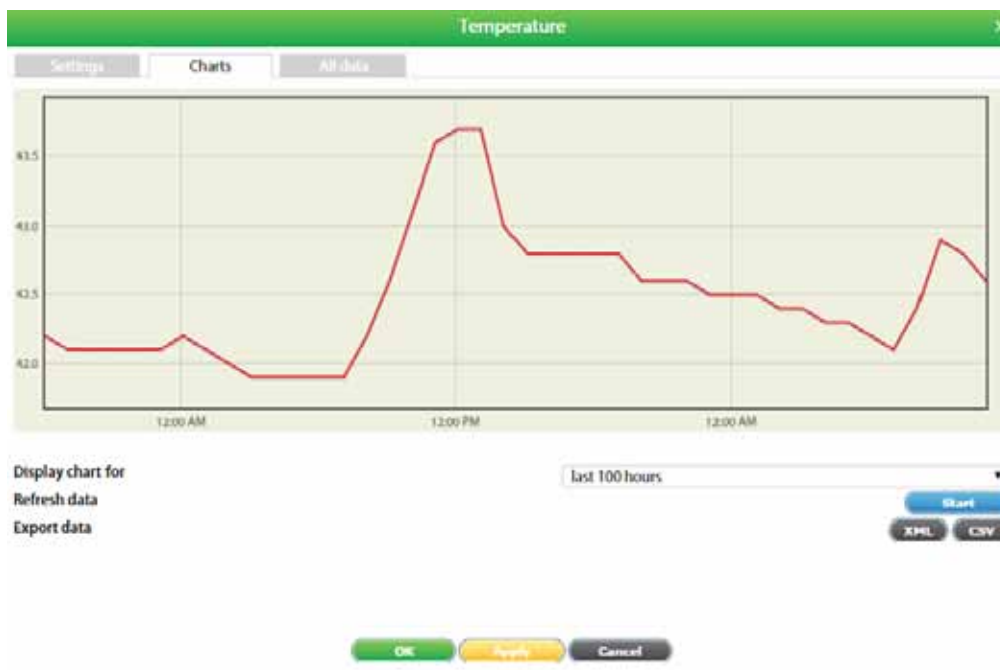 Temperature
Settings Charts All data
43.5
43.0
42.5
42.0
12:00 AM 12:00 PM 12:00 AM
Display chart for last 100 hours
Refresh data Start
Export data XML CSV
OK Apply Cancel